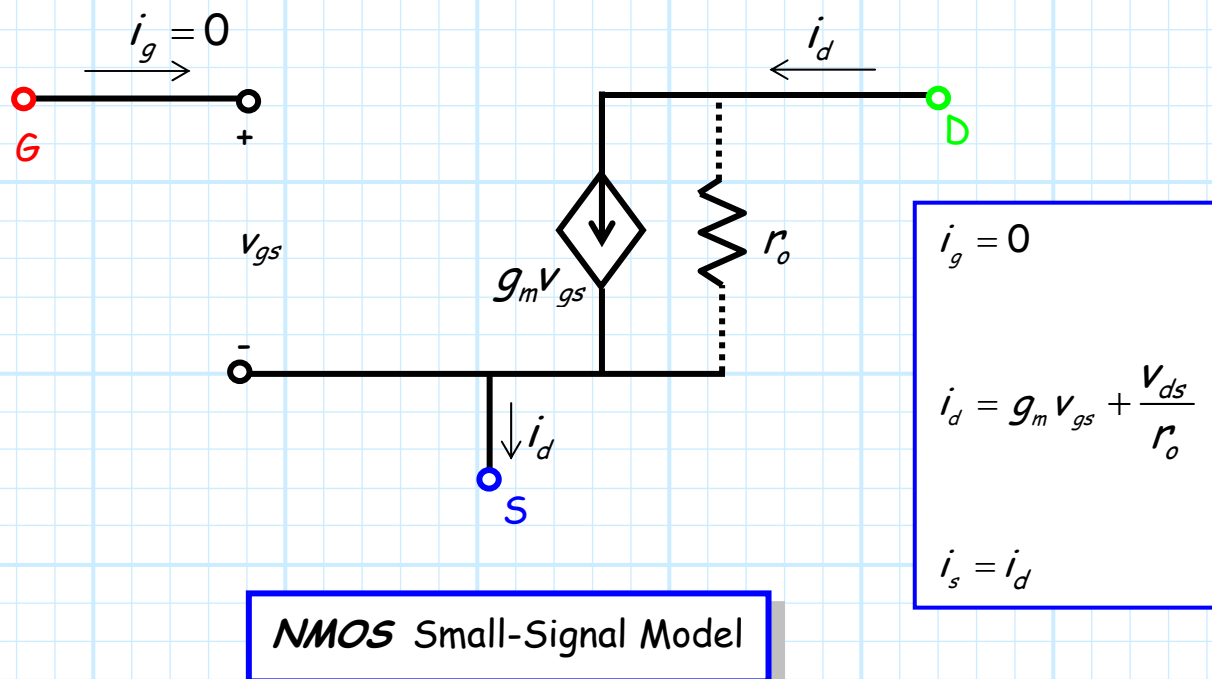 i_g = 0
i_d
G
+
D
v_gs
g_m v_gs
r_o
-
i_d
S
i_g = 0
i_d = g_m v_gs + v_ds / r_o
i_s = i_d
NMOS Small-Signal Model